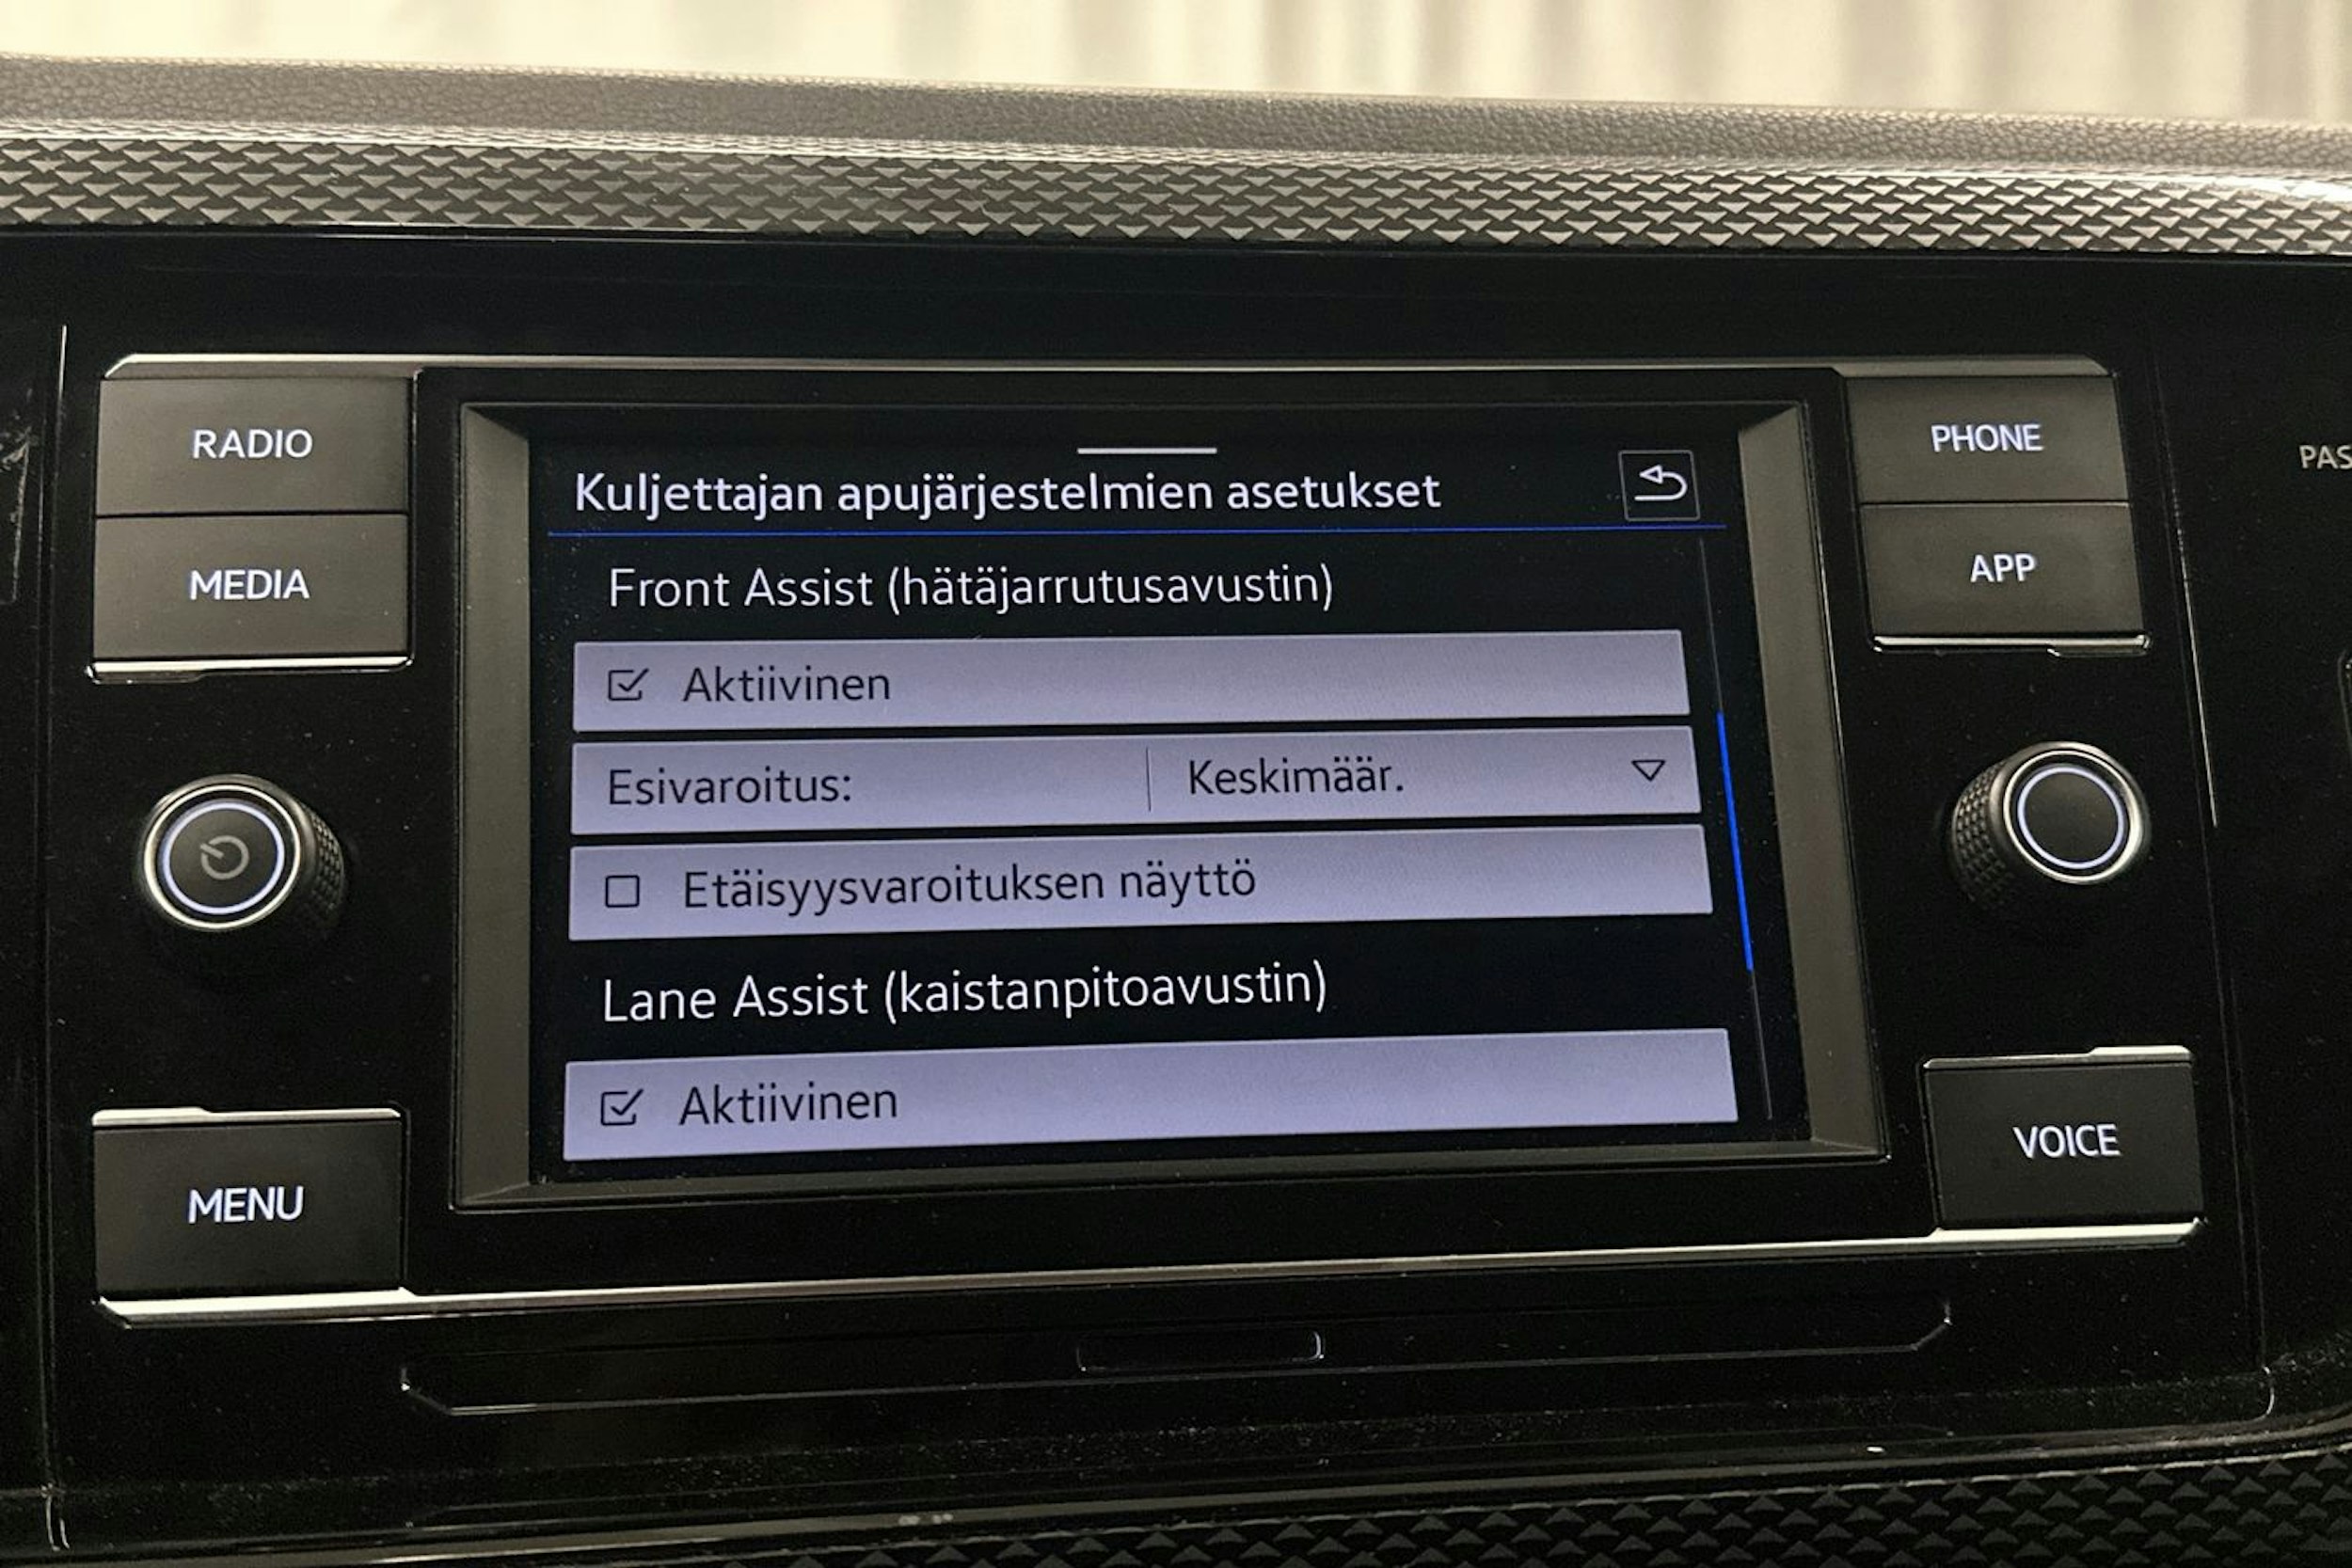 RADIO
MEDIA
MENU
Kuljettajan apujärjestelmien asetukset
Front Assist (hätäjarrutusavustin)
Aktiivinen
Esivaroitus: Keskimäär.
Etäisyysvaroituksen näyttö
Lane Assist (kaistanpitoavustin)
Aktiivinen
PHONE
APP
VOICE